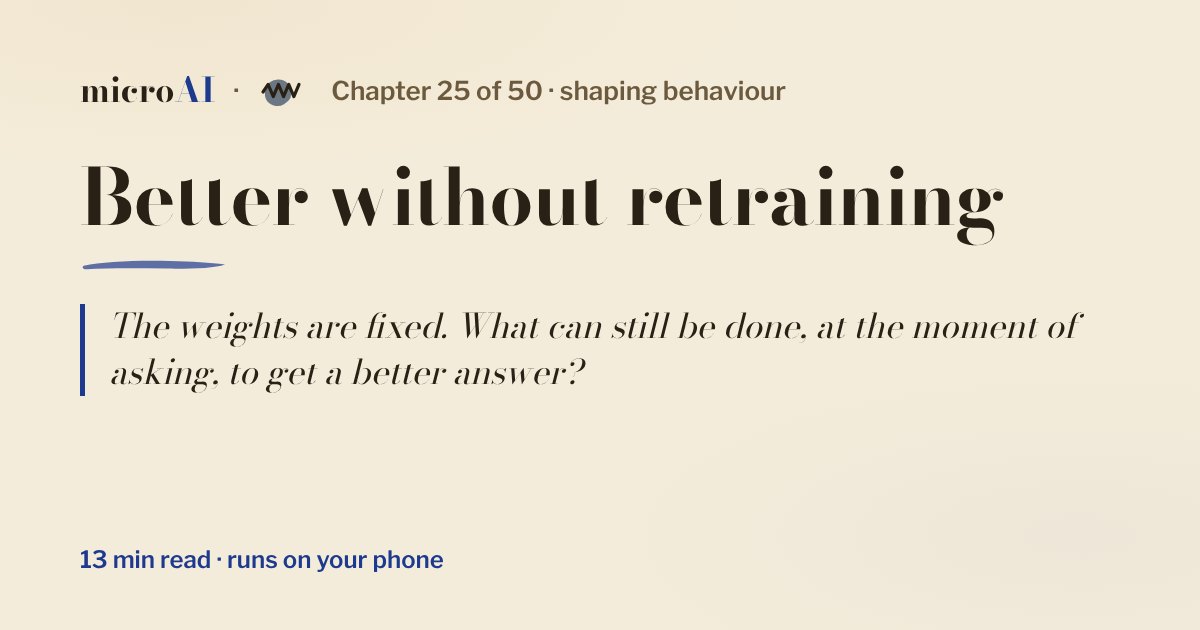 microAI · Chapter 25 of 50 · shaping behaviour
Better without retraining
The weights are fixed. What can still be done, at the moment of
asking, to get a better answer?
13 min read · runs on your phone